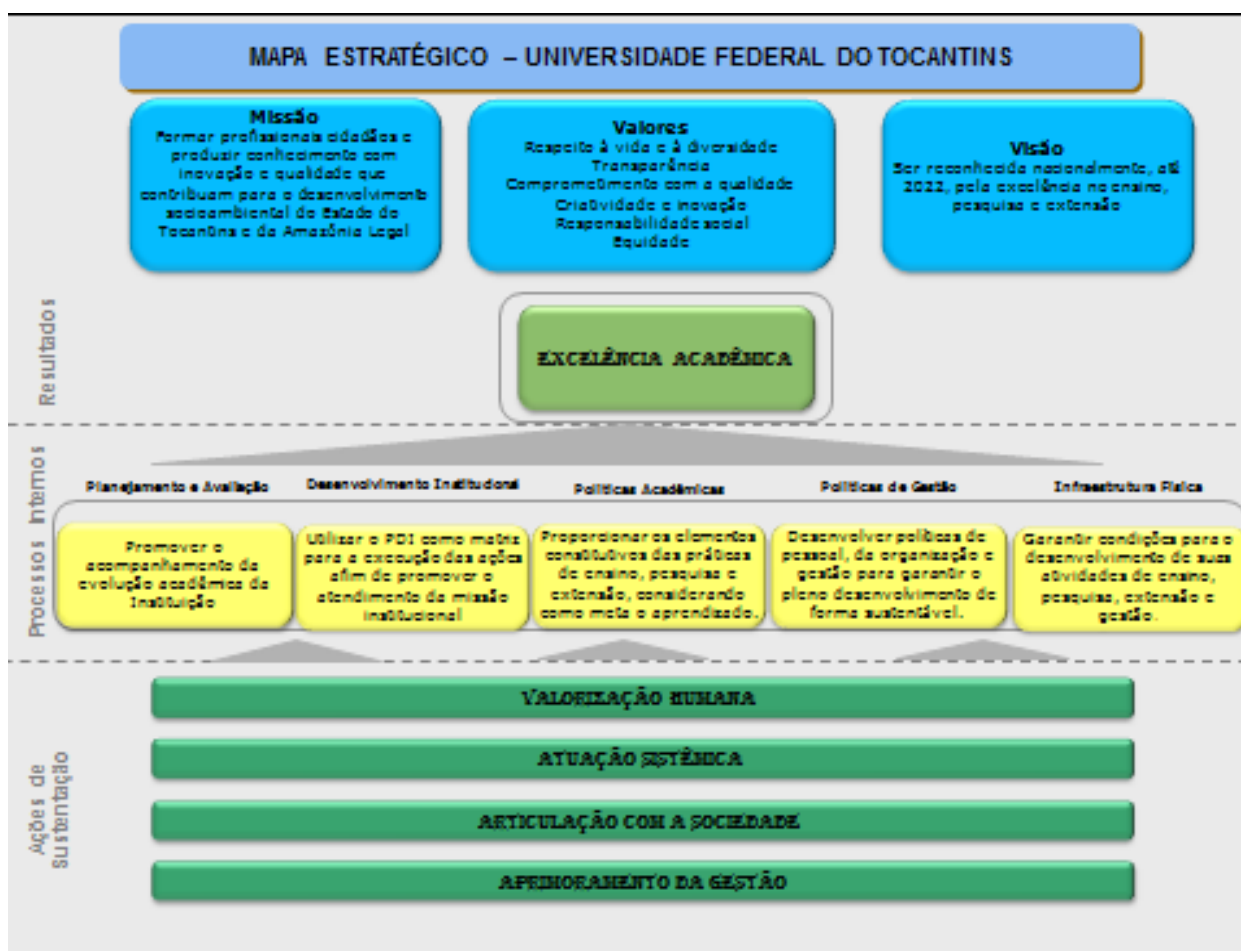 MAPA ESTRATÉGICO – UNIVERSIDADE FEDERAL DO TOCANTINS
Missão
Formar profissionais cidadãos e
produzir conhecimento com
inovação e qualidade que
contribuam para o desenvolvimento
socioambiental do Estado do
Tocantins e da Amazônia Legal
Valores
Respeito à vida e à diversidade
Transparência
Comprometimento com a qualidade
Criatividade e inovação
Responsabilidade social
Equidade
Visão
Ser reconhecida nacionalmente, até
2022, pela excelência no ensino,
pesquisa e extensão
Resultados
EXCELÊNCIA ACADÊMICA
Processos Internos
Planejamento e Avaliação
Desenvolvimento Institucional
Políticas Acadêmicas
Políticas de Gestão
Infraestrutura Física
Promover o
acompanhamento da
evolução acadêmica da
Instituição
Utilizar o PDI como matriz
para a execução das ações
afim de promover o
atendimento da missão
institucional
Proporcionar os elementos
constitutivos das práticas
de ensino, pesquisa e
extensão, considerando
como meta o aprendizado.
Desenvolver políticas de
pessoal, da organização e
gestão para garantir o
pleno desenvolvimento de
forma sustentável.
Garantir condições para o
desenvolvimento de suas
atividades de ensino,
pesquisa, extensão e
gestão.
Ações de
Sustentação
VALORIZAÇÃO HUMANA
ATUAÇÃO SISTÊMICA
ARTICULAÇÃO COM A SOCIEDADE
APRIMORAMENTO DA GESTÃO